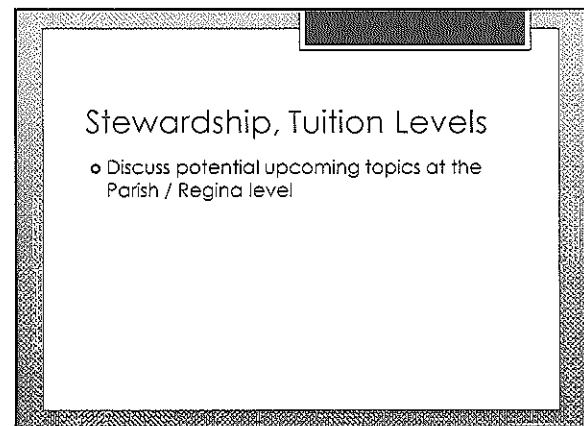 Stewardship, Tuition Levels
o Discuss potential upcoming topics at the
Parish / Regina level